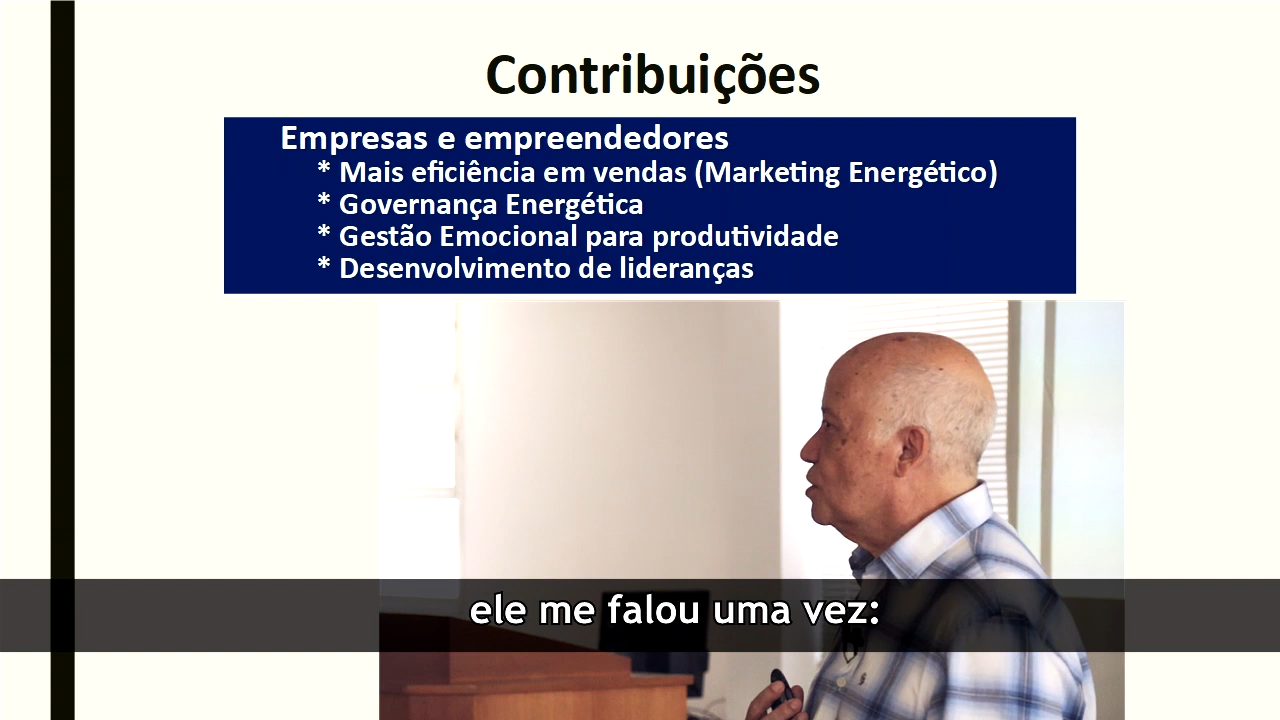 Contribuições
Empresas e empreendedores
* Mais eficiência em vendas (Marketing Energético)
* Governança Energética
* Gestão Emocional para produtividade
* Desenvolvimento de lideranças
ele me falou uma vez: